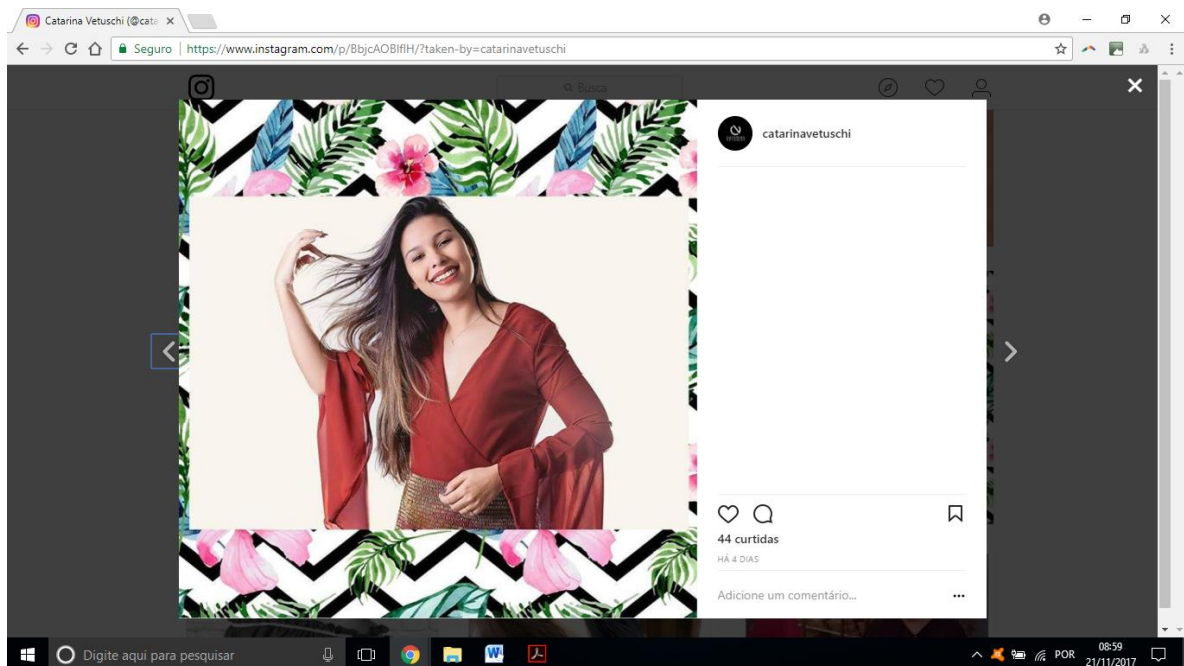 Catarina Vetuschi (@cata
Seguro
https://www.instagram.com/p/BbjcAOBlflH/?taken-by=catarinavetuschi
Busca
catarinavetuschi
44 curtidas
HÁ 4 DIAS
Adicione um comentário...
Digite aqui para pesquisar
POR
08:59
21/11/2017